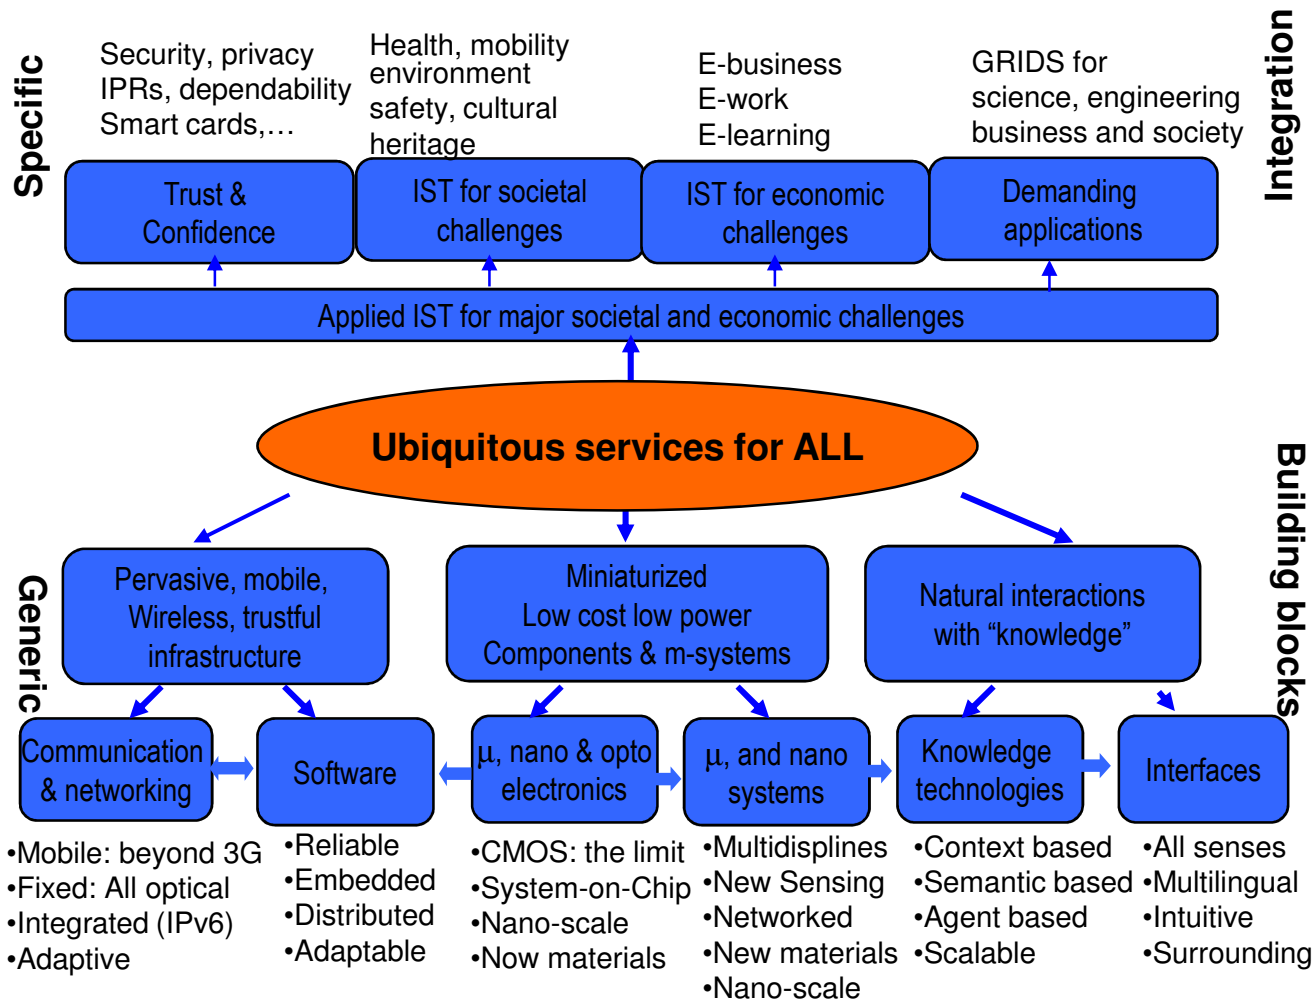 Specific
Security, privacy
IPRs, dependability
Smart cards,…
Health, mobility
environment
safety, cultural
heritage
E-business
E-work
E-learning
GRIDS for
science, engineering
business and society
Integration
Trust &
Confidence
IST for societal
challenges
IST for economic
challenges
Demanding
applications
Applied IST for major societal and economic challenges
Ubiquitous services for ALL
Generic
Building blocks
Pervasive, mobile,
Wireless, trustful
infrastructure
Miniaturized
Low cost low power
Components & m-systems
Natural interactions
with “knowledge”
Communication
& networking
Software
μ, nano & opto
electronics
μ, and nano
systems
Knowledge
technologies
Interfaces
•Mobile: beyond 3G
•Fixed: All optical
•Integrated (IPv6)
•Adaptive
•Reliable
•Embedded
•Distributed
•Adaptable
•CMOS: the limit
•System-on-Chip
•Nano-scale
•Now materials
•Multidisplines
•New Sensing
•Networked
•New materials
•Nano-scale
•Context based
•Semantic based
•Agent based
•Scalable
•All senses
•Multilingual
•Intuitive
•Surrounding